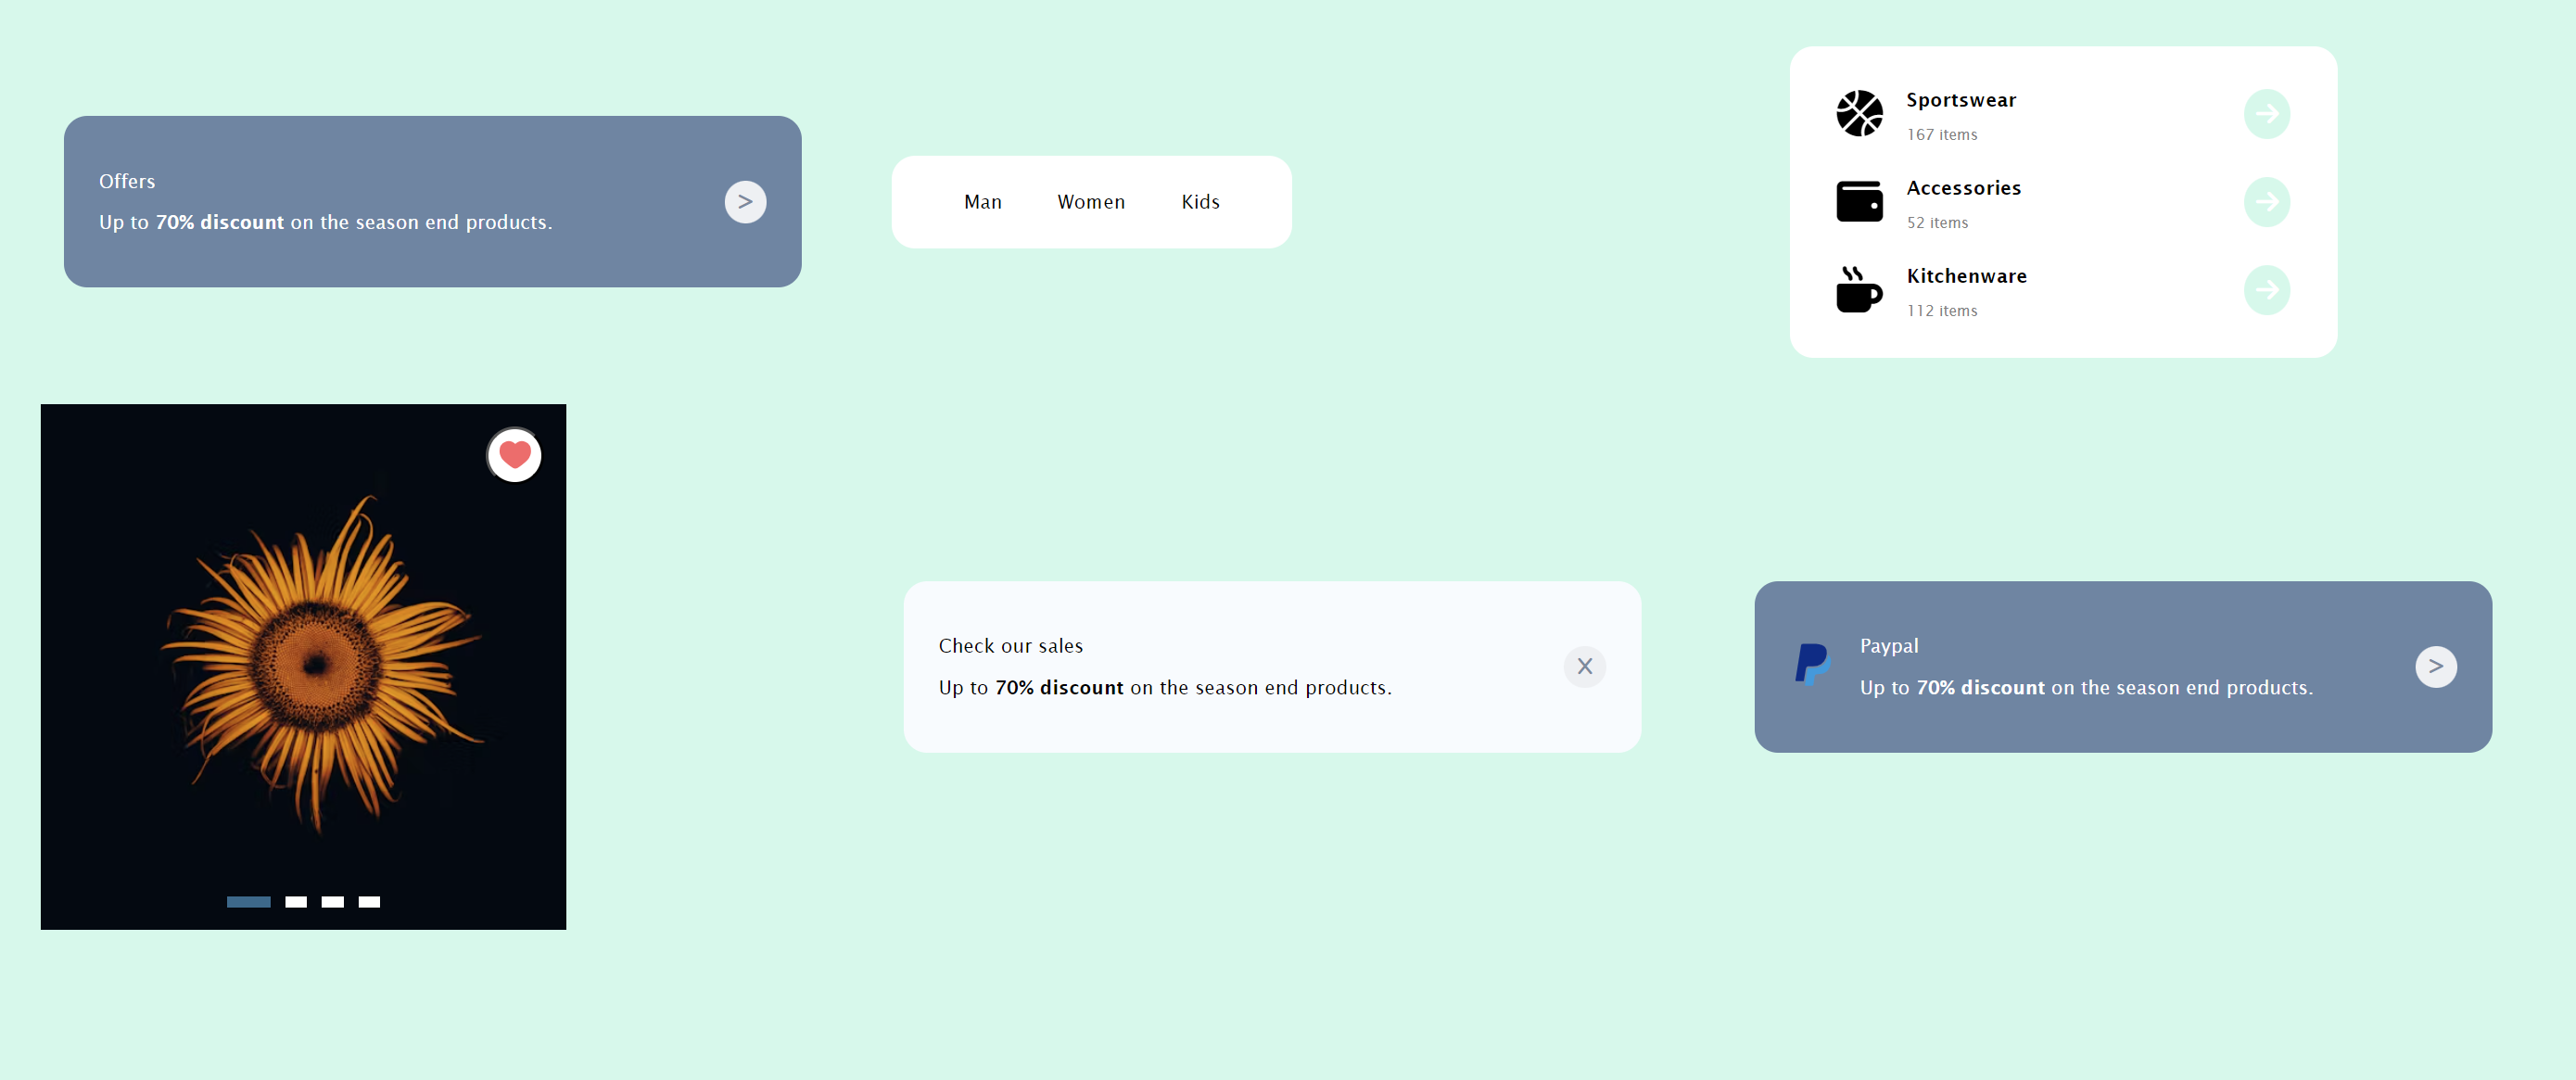 Offers
Up to 70% discount on the season end products.
>
Man Women Kids
Sportswear
167 items
Accessories
52 items
Kitchenware
112 items
Check our sales
Up to 70% discount on the season end products.
X
Paypal
Up to 70% discount on the season end products.
>